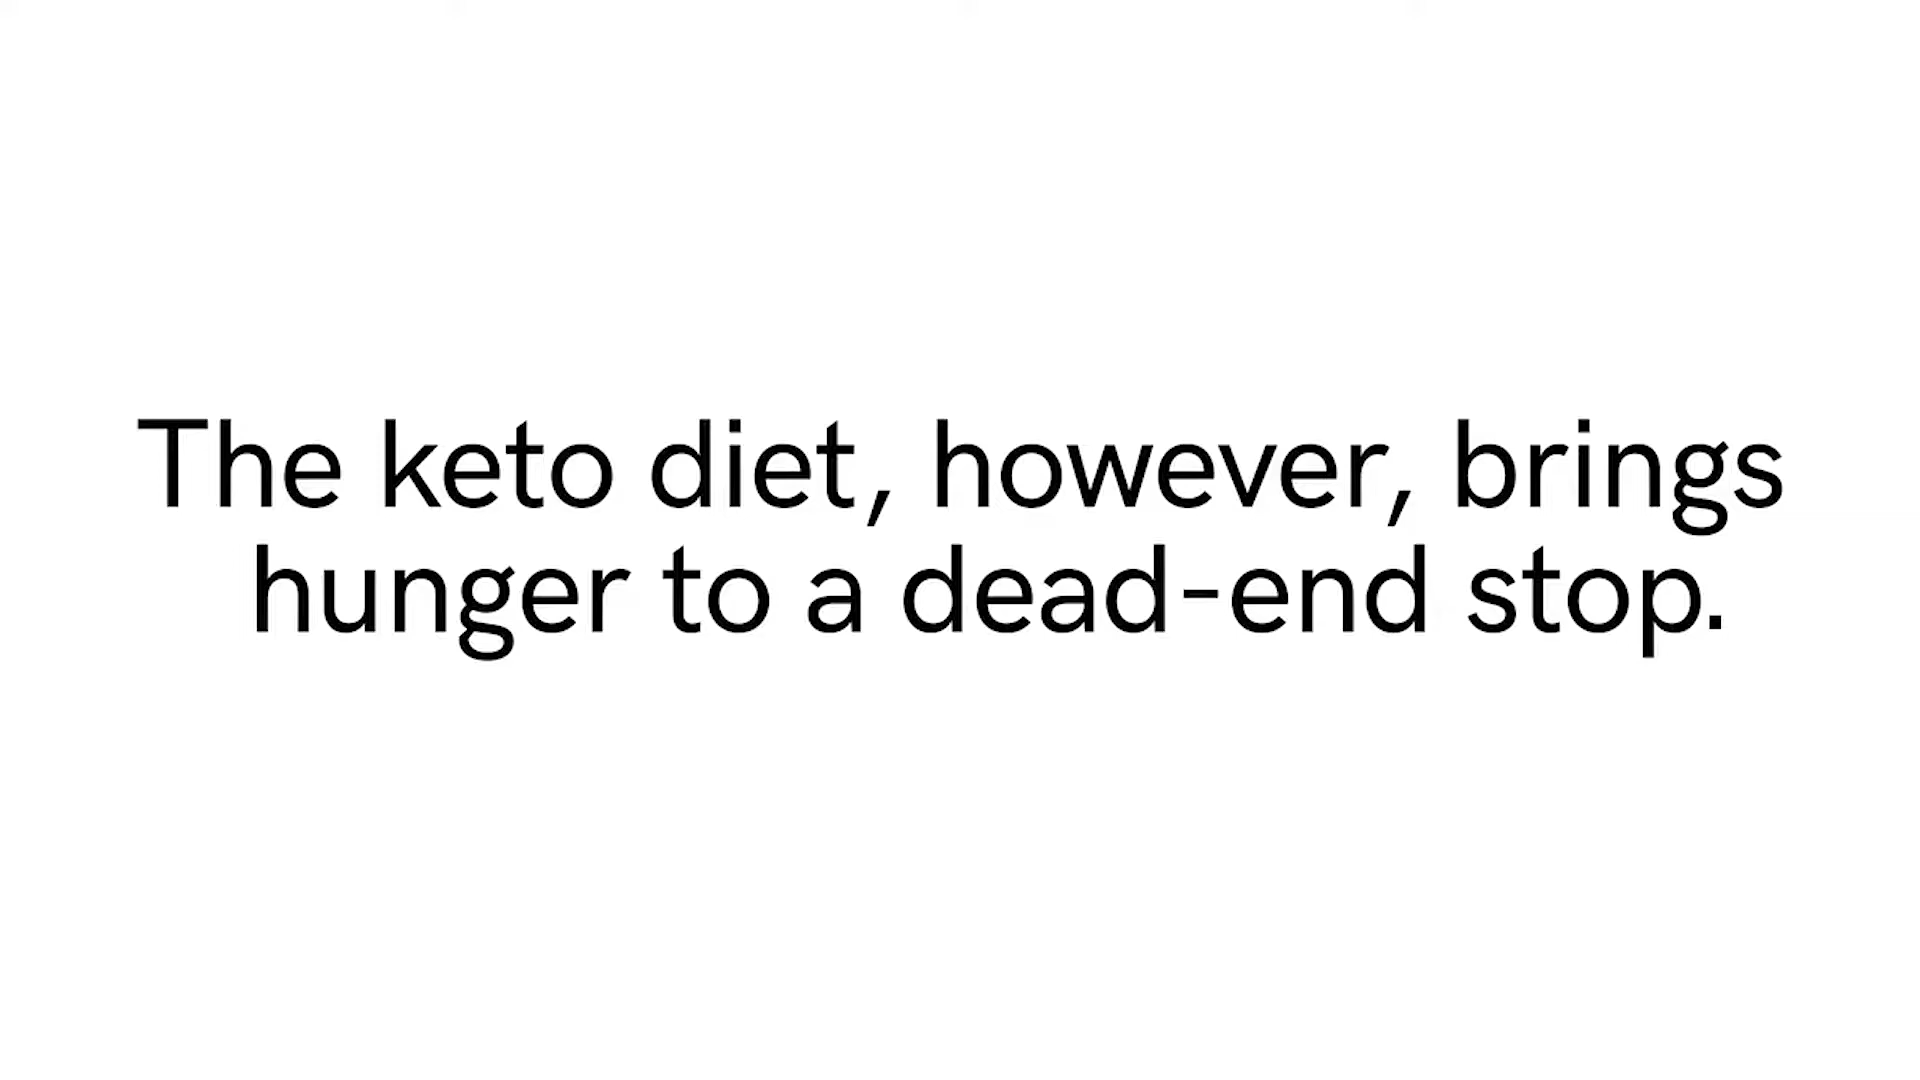 The keto diet, however, brings
hunger to a dead-end stop.